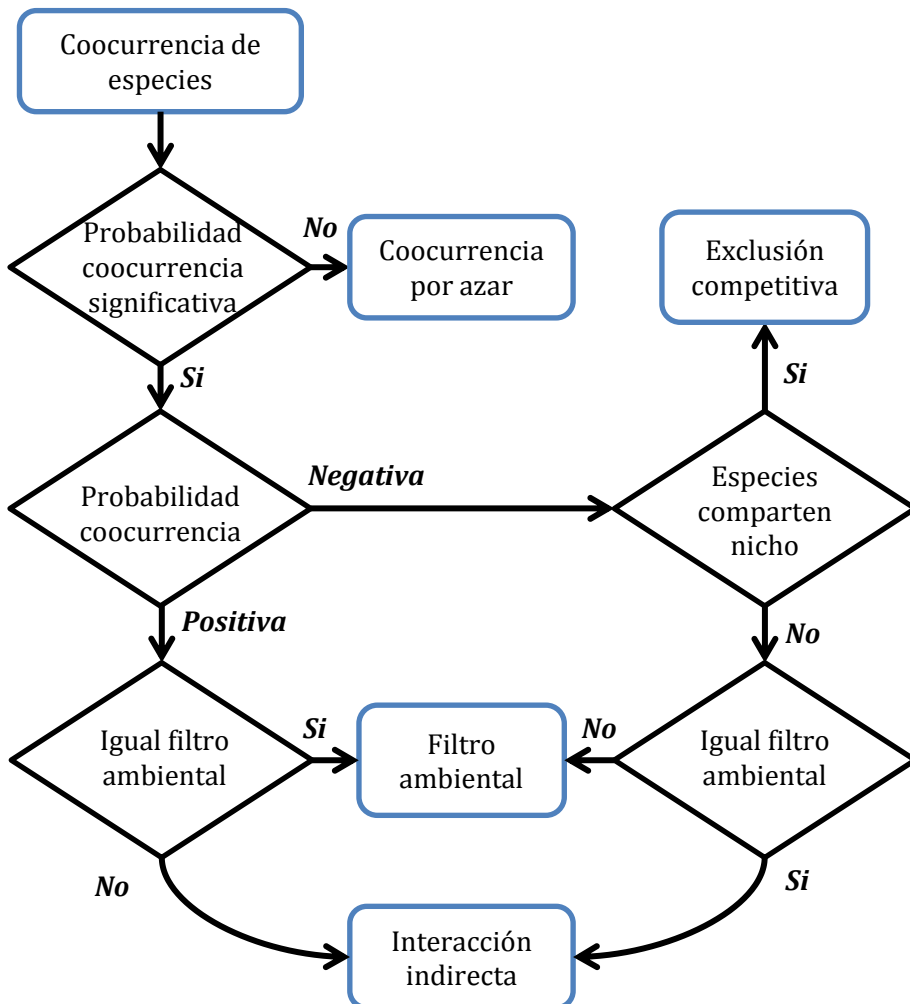 Coocurrencia de
especies
Probabilidad
coocurrencia
significativa
No
Coocurrencia
por azar
Exclusión
competitiva
Si
Si
Probabilidad
coocurrencia
Negativa
Especies
comparten
nicho
Positiva
No
Igual filtro
ambiental
Si
Filtro
ambiental
No
Igual filtro
ambiental
No
Si
Interacción
indirecta